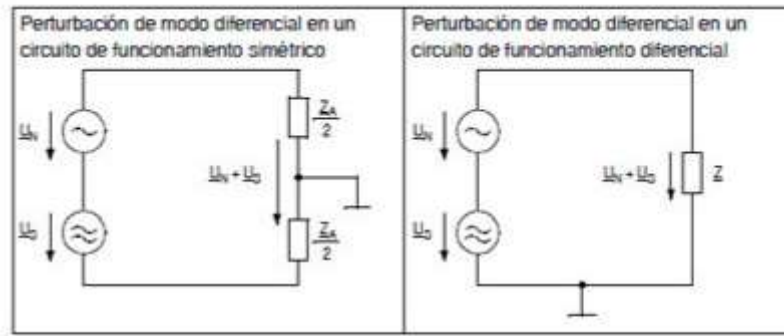 Perturbación de modo diferencial en un
circuito de funcionamiento simétrico
U_N
U_D
U_N + U_D
Z_A
2
Z_A
2
Perturbación de modo diferencial en un
circuito de funcionamiento diferencial
U_N
U_D
U_N + U_D
Z